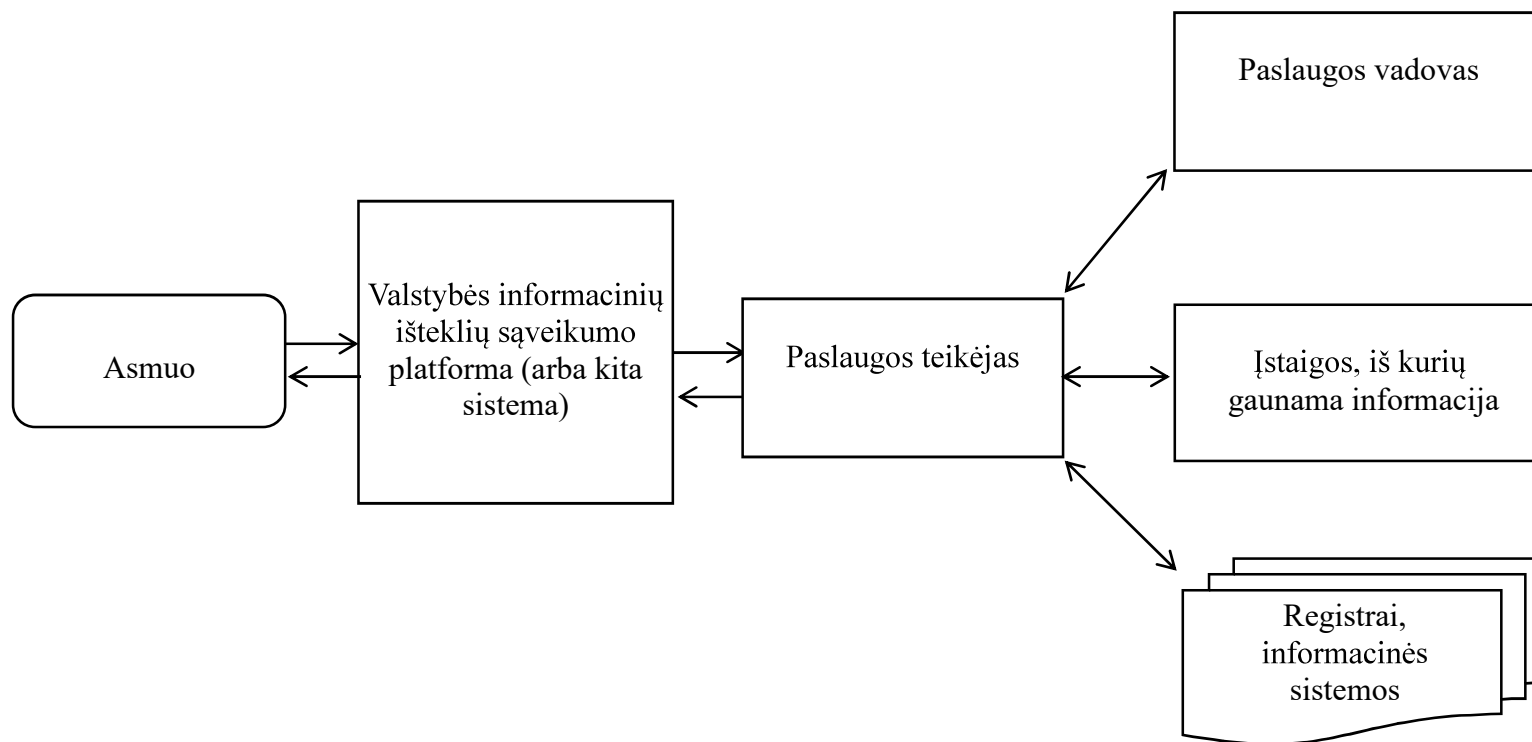 Paslaugos vadovas
Valstybės informacinių
išteklių sąveikumo
platforma (arba kita
sistema)
Asmuo
Paslaugos teikėjas
Įstaigos, iš kurių
gaunama informacija
Registrai,
informacinės
sistemos